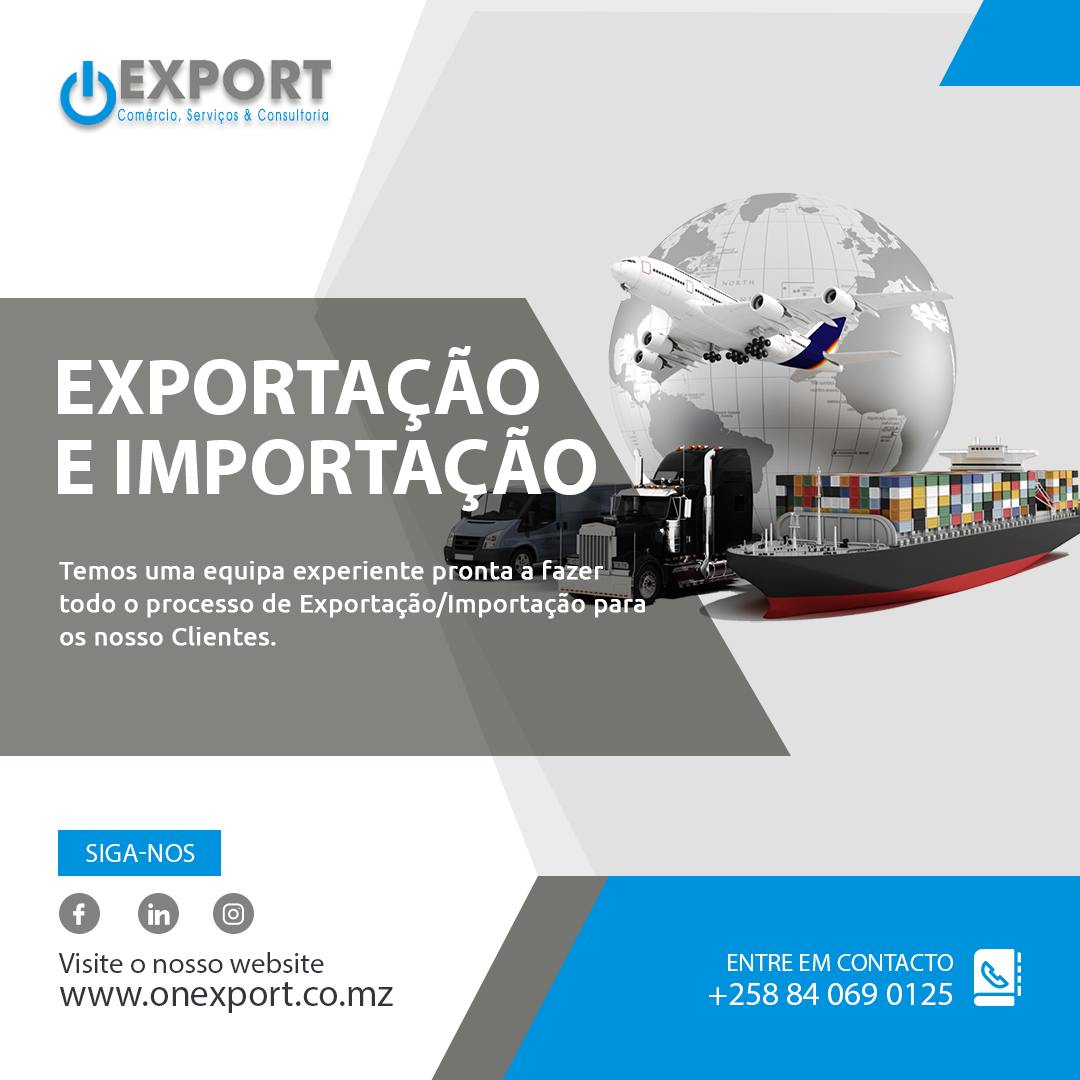 EXPORT
Comércio, Serviços & Consultoria
EXPORTAÇÃO
E IMPORTAÇÃO
Temos uma equipa experiente pronta a fazer
todo o processo de Exportação/Importação para
os nosso Clientes.
SIGA-NOS
Visite o nosso website
www.onexport.co.mz
ENTRE EM CONTACTO
+258 84 069 0125
NORTH